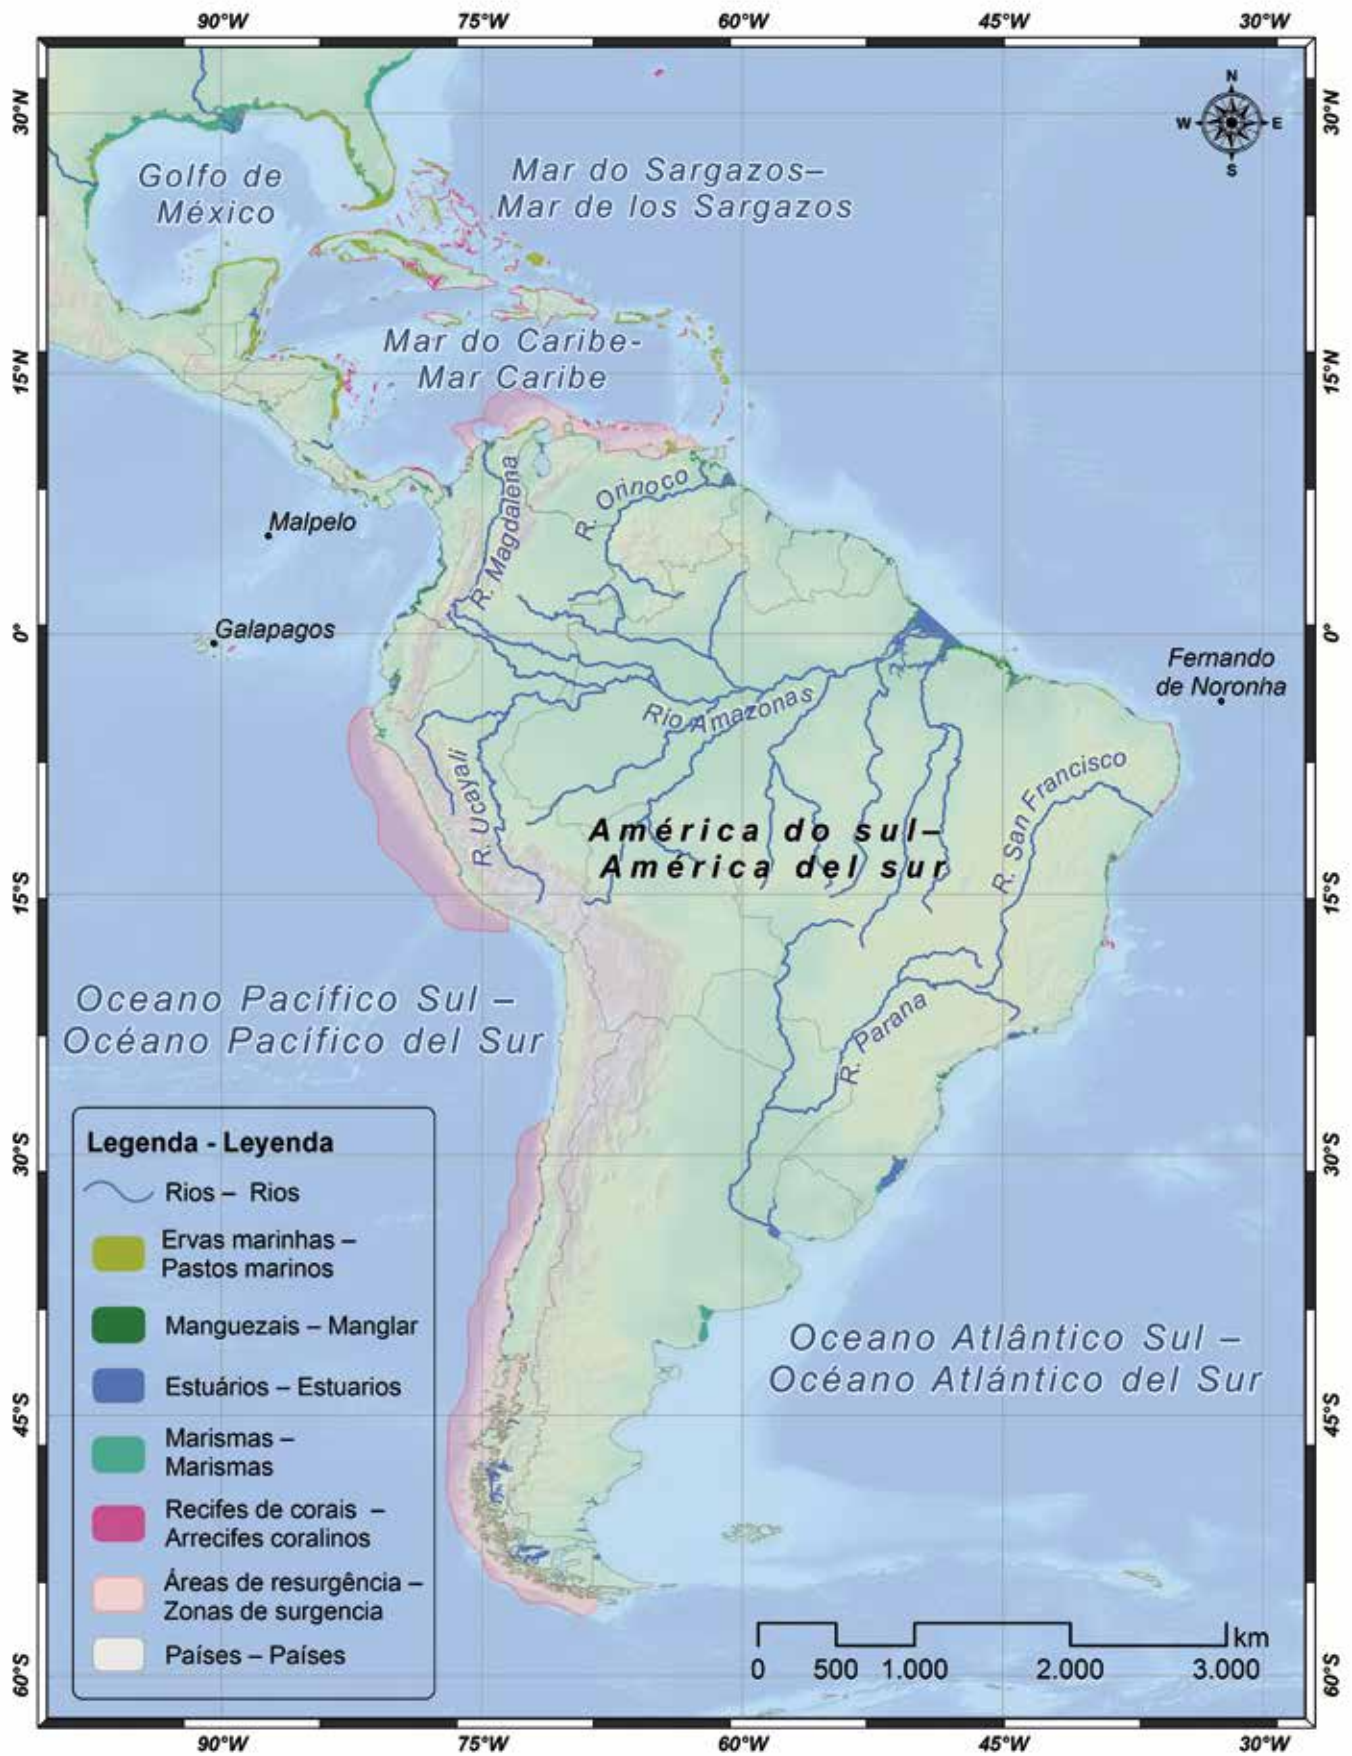 90°W 75°W 60°W 45°W 30°W
N
W E
S
30°N 30°N
Golfo de
México
Mar do Sargazos–
Mar de los Sargazos
Mar do Caribe-
Mar Caribe
15°N 15°N
R. Magdalena
R. Orinoco
Malpelo
Galapagos
0° 0°
Fernando
de Noronha
Rio Amazonas
R. Ucayali
R. San Francisco
América do sul–
América del sur
15°S 15°S
Oceano Pacífico Sul –
Océano Pacífico del Sur
R. Parana
Legenda - Leyenda
Rios – Rios
Ervas marinhas –
Pastos marinos
Manguezais – Manglar
Estuários – Estuarios
Marismas –
Marismas
Recifes de corais –
Arrecifes coralinos
Áreas de resurgência –
Zonas de surgencia
Países – Países
30°S 30°S
Oceano Atlântico Sul –
Océano Atlántico del Sur
45°S 45°S
km
0 500 1.000 2.000 3.000
60°S 60°S
90°W 75°W 60°W 45°W 30°W